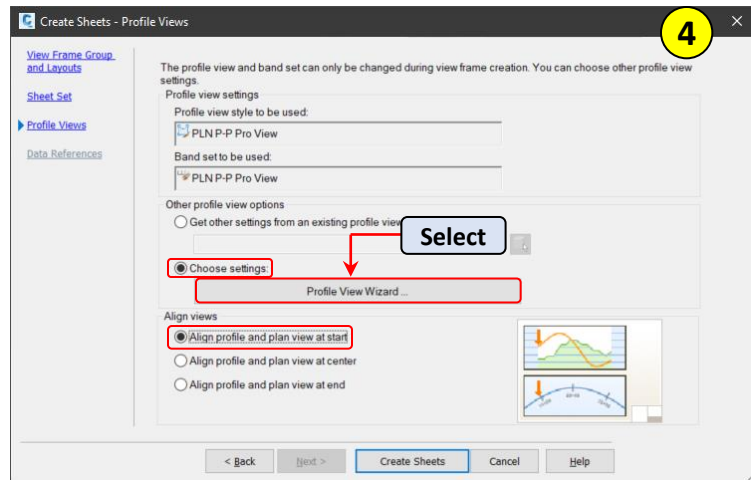 Create Sheets - Profile Views
4
View Frame Group
and Layouts
Sheet Set
Profile Views
Data References
The profile view and band set can only be changed during view frame creation. You can choose other profile view
settings.
Profile view settings
Profile view style to be used:
PLN P-P Pro View
Band set to be used:
PLN P-P Pro View
Other profile view options
Get other settings from an existing profile view
Select
Choose settings:
Profile View Wizard ...
Align views
Align profile and plan view at start
Align profile and plan view at center
Align profile and plan view at end
< Back
Next >
Create Sheets
Cancel
Help